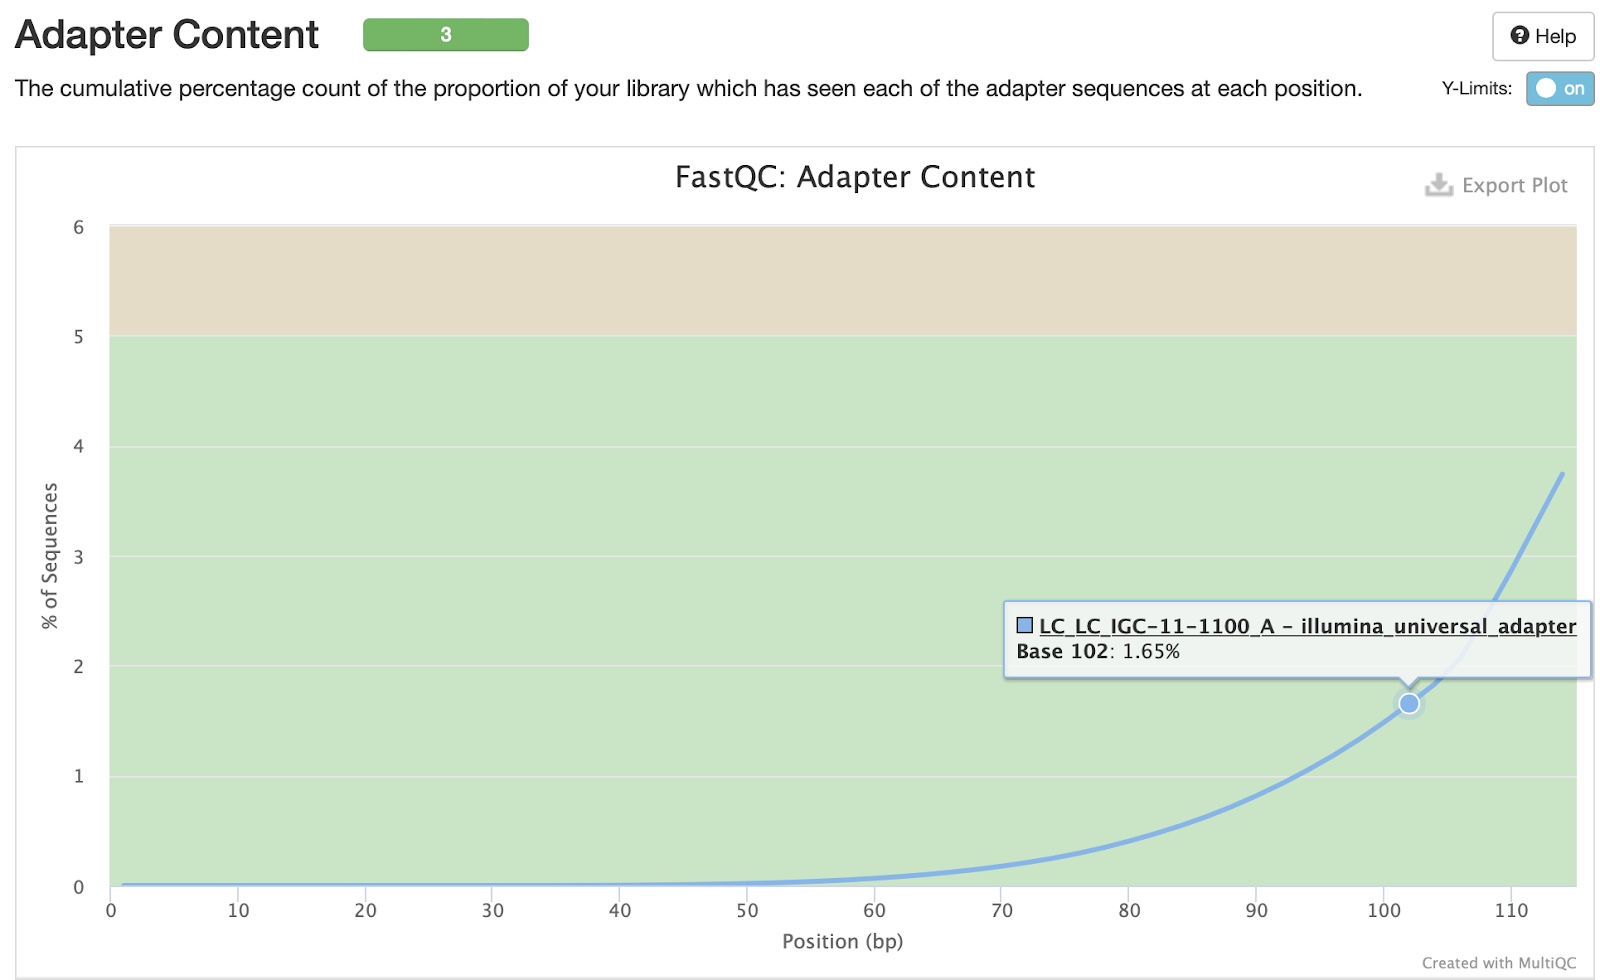 Adapter Content
3
Help
The cumulative percentage count of the proportion of your library which has seen each of the adapter sequences at each position.
Y-Limits:
on
FastQC: Adapter Content
Export Plot
6
5
4
3
2
1
0
% of Sequences
LC_LC_IGC-11-1100_A - illumina_universal_adapter
Base 102: 1.65%
0 10 20 30 40 50 60 70 80 90 100 110
Position (bp)
Created with MultiQC